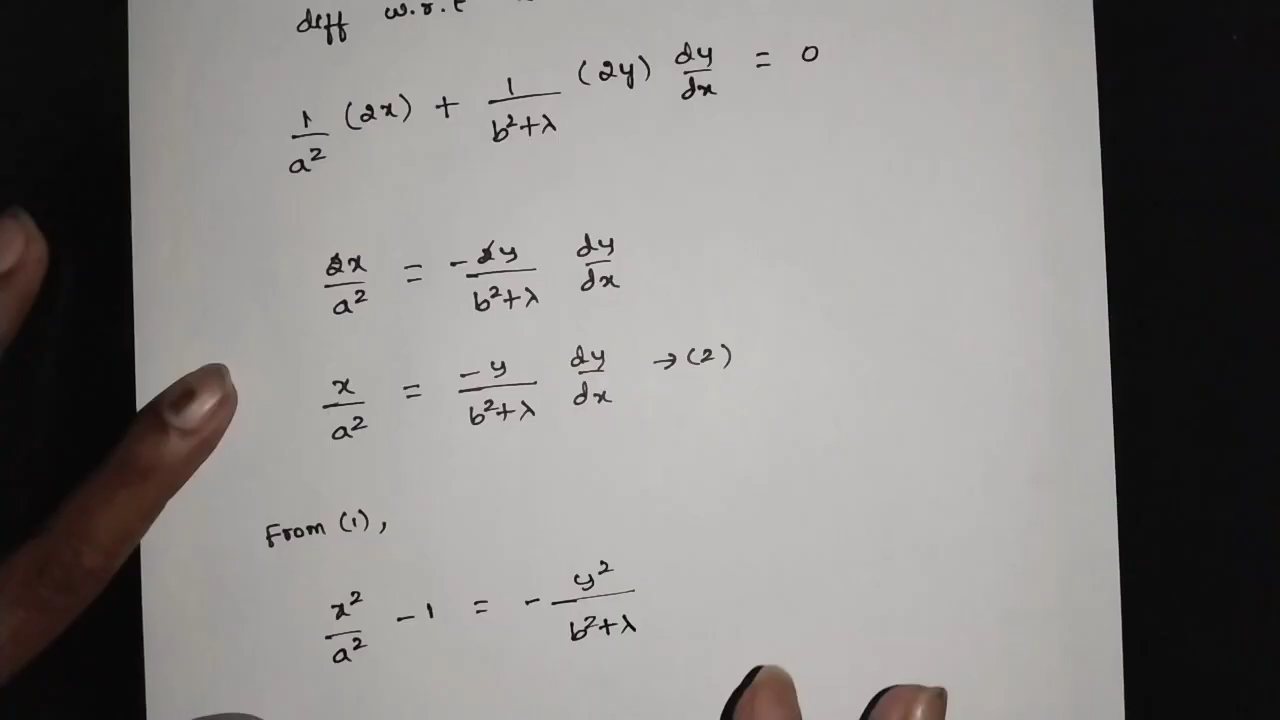 diff w.r.t
1/a² (2x) + 1/b²+λ (2y) dy/dx = 0
2x/a² = -2y/b²+λ dy/dx
x/a² = -y/b²+λ dy/dx → (2)
From (1),
x²/a² - 1 = - y²/b²+λ